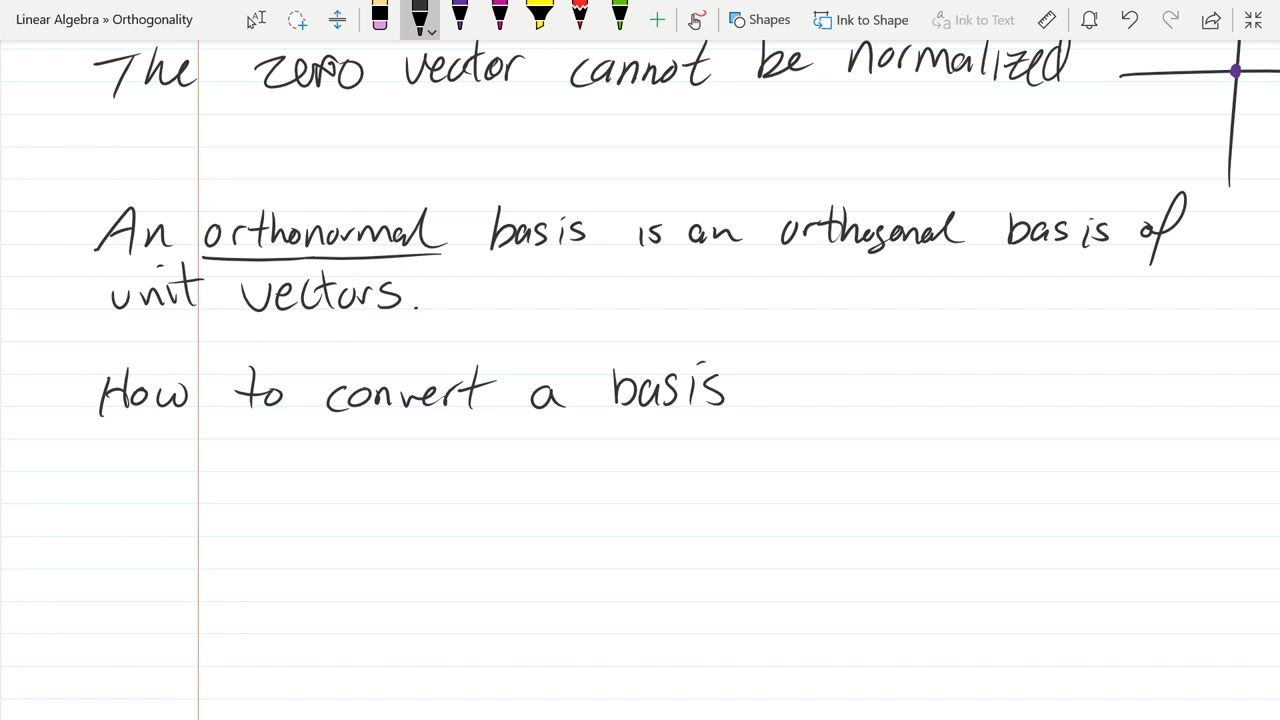 Linear Algebra » Orthogonality Shapes Ink to Shape Ink to Text
The zero vector cannot be normalized
An orthonormal basis is an orthogonal basis of
unit vectors.
How to convert a basis